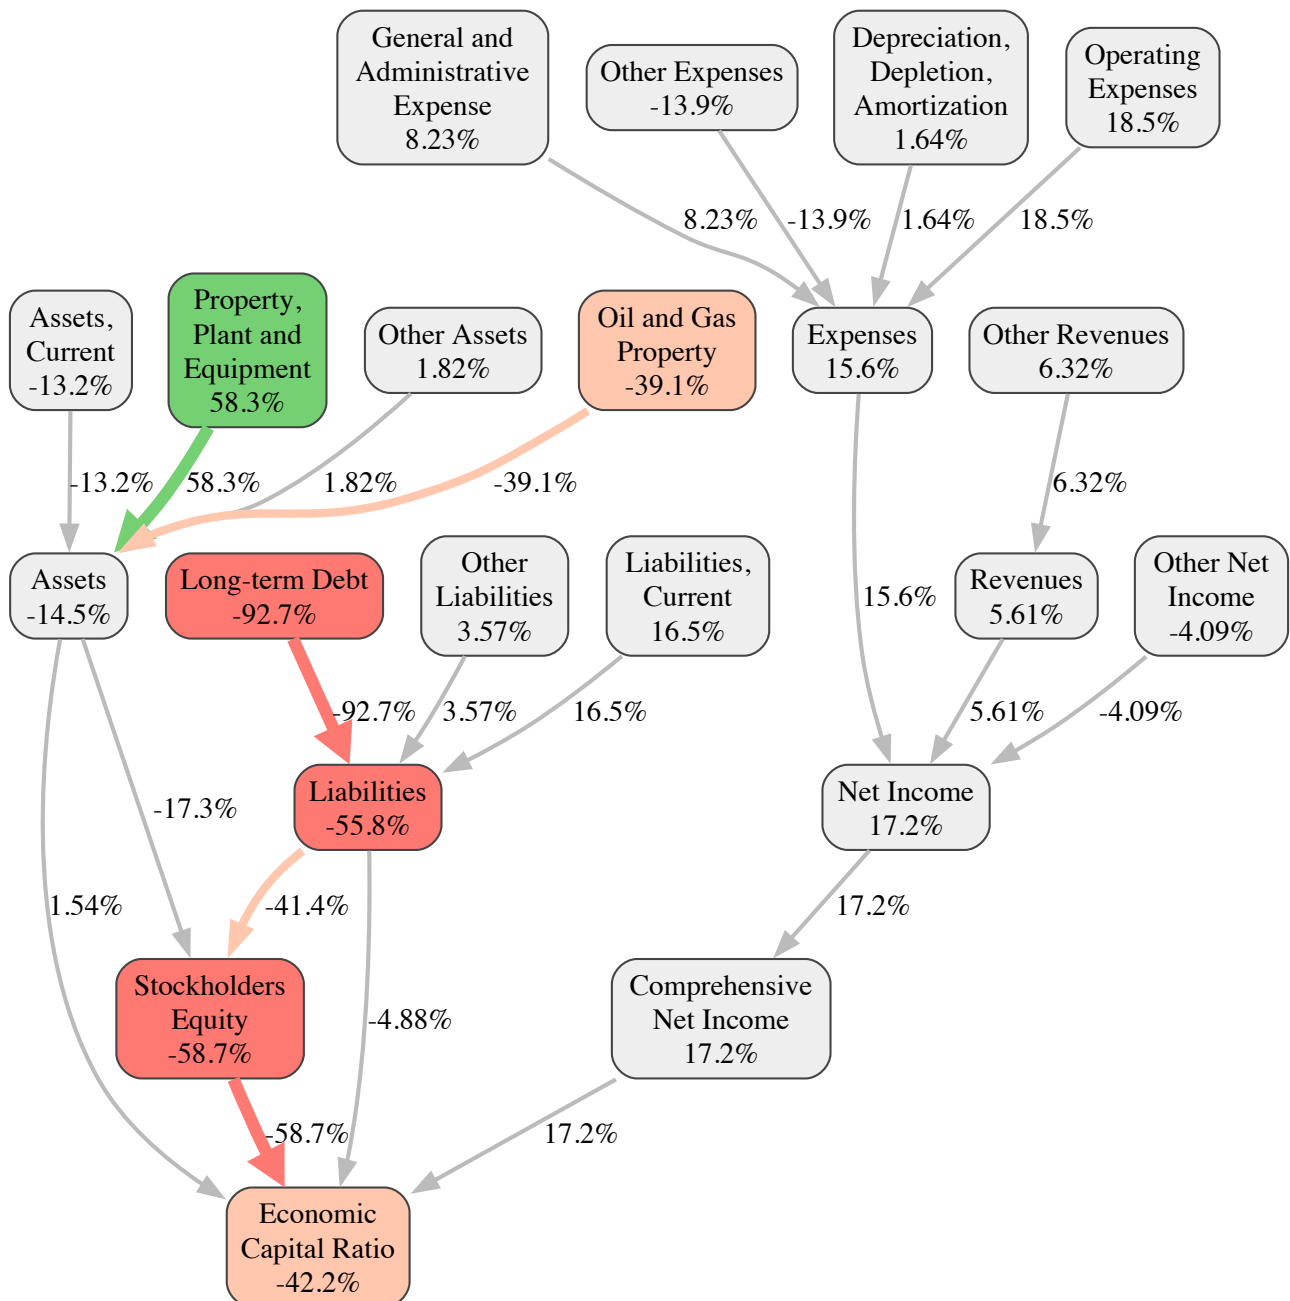 General and
Administrative
Expense
8.23%
Other Expenses
-13.9%
Depreciation,
Depletion,
Amortization
1.64%
Operating
Expenses
18.5%
8.23%
-13.9%
1.64%
18.5%
Assets,
Current
-13.2%
Property,
Plant and
Equipment
58.3%
Other Assets
1.82%
Oil and Gas
Property
-39.1%
Expenses
15.6%
Other Revenues
6.32%
-13.2%
58.3%
1.82%
-39.1%
6.32%
Assets
-14.5%
Long-term Debt
-92.7%
Other
Liabilities
3.57%
Liabilities,
Current
16.5%
15.6%
Revenues
5.61%
Other Net
Income
-4.09%
-92.7%
3.57%
16.5%
5.61%
-4.09%
-17.3%
Liabilities
-55.8%
Net Income
17.2%
1.54%
-41.4%
17.2%
Stockholders
Equity
-58.7%
-4.88%
Comprehensive
Net Income
17.2%
-58.7%
17.2%
Economic
Capital Ratio
-42.2%